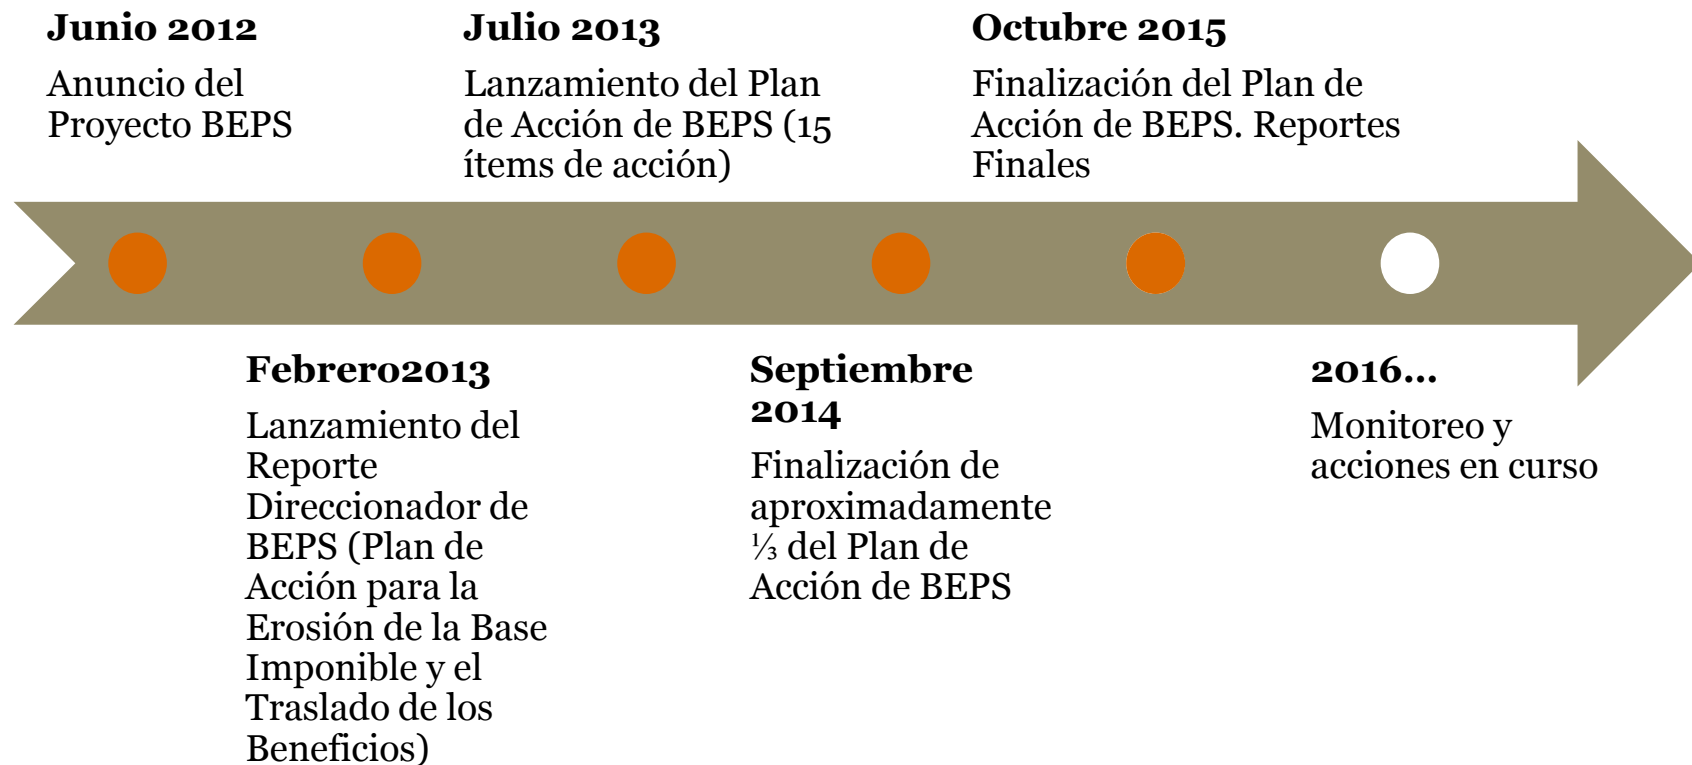 Junio 2012
Anuncio del
Proyecto BEPS
Julio 2013
Lanzamiento del Plan
de Acción de BEPS (15
ítems de acción)
Octubre 2015
Finalización del Plan de
Acción de BEPS. Reportes
Finales
Febrero2013
Lanzamiento del
Reporte
Direccionador de
BEPS (Plan de
Acción para la
Erosión de la Base
Imponible y el
Traslado de los
Beneficios)
Septiembre
2014
Finalización de
aproximadamente
⅓ del Plan de
Acción de BEPS
2016...
Monitoreo y
acciones en curso